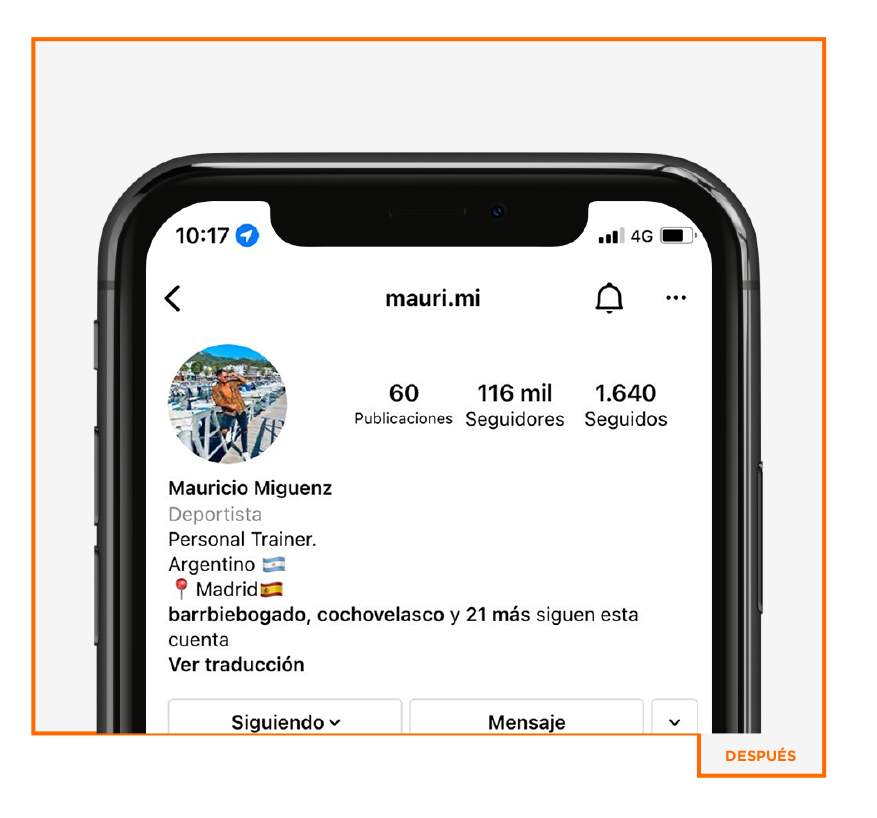 10:17 4G
mauri.mi
60 116 mil 1.640
Publicaciones Seguidores Seguidos
Mauricio Miguenz
Deportista
Personal Trainer.
Argentino 🇦🇷
📍 Madrid🇪🇸
barrbiebogado, cochovelasco y 21 más siguen esta
cuenta
Ver traducción
Siguiendo Mensaje
DESPUÉS